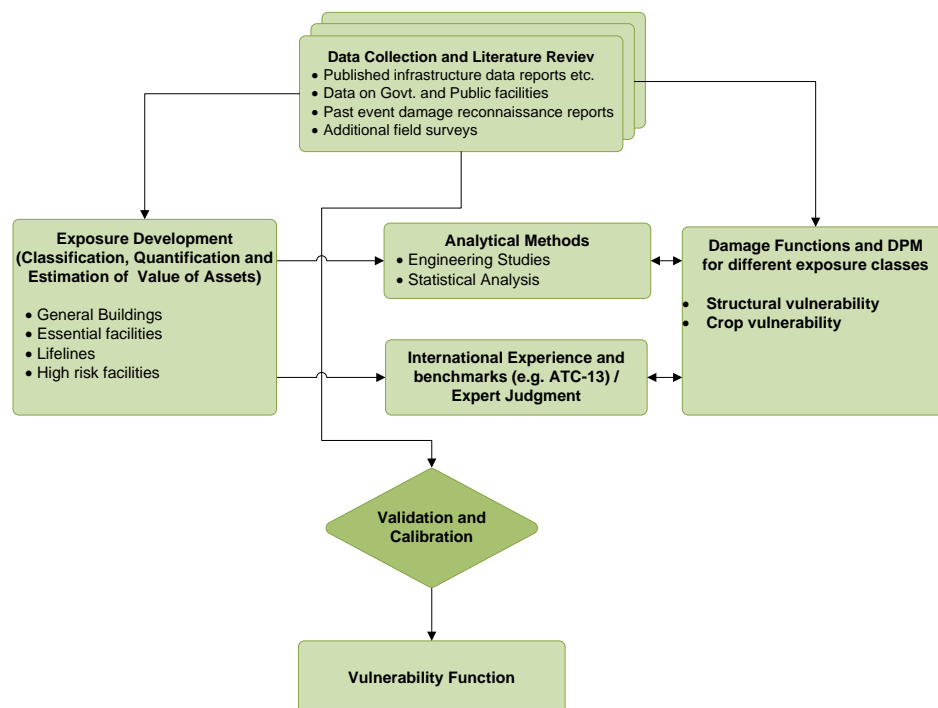 Data Collection and Literature Reviev
• Published infrastructure data reports etc.
• Data on Govt. and Public facilities
• Past event damage reconnaissance reports
• Additional field surveys
Exposure Development
(Classification, Quantification and
Estimation of Value of Assets)
• General Buildings
• Essential facilities
• Lifelines
• High risk facilities
Analytical Methods
• Engineering Studies
• Statistical Analysis
International Experience and
benchmarks (e.g. ATC-13) /
Expert Judgment
Damage Functions and DPM
for different exposure classes
• Structural vulnerability
• Crop vulnerability
Validation and
Calibration
Vulnerability Function